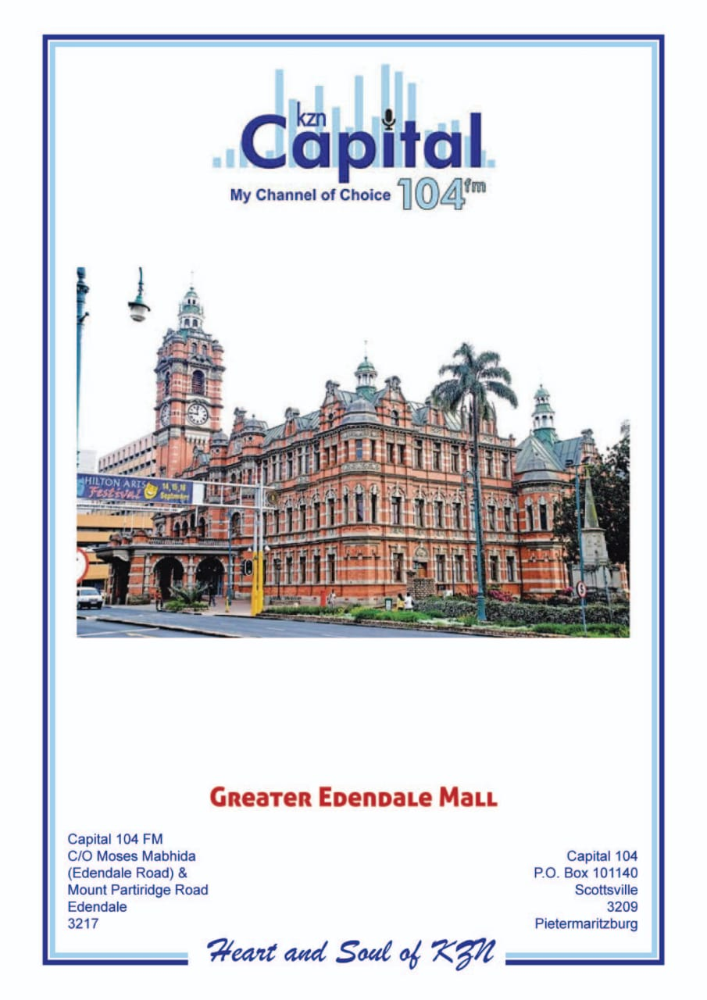 kzn
Capital
My Channel of Choice 104fm
HILTON ARTS
Festival
14,15,16
September
GREATER EDENDALE MALL
Capital 104 FM
C/O Moses Mabhida
(Edendale Road) &
Mount Partiridge Road
Edendale
3217
Capital 104
P.O. Box 101140
Scottsville
3209
Pietermaritzburg
Heart and Soul of KZN